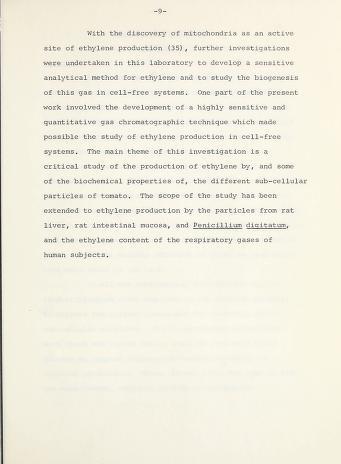 -9-
With the discovery of mitochondria as an active
site of ethylene production (35), further investigations
were undertaken in this laboratory to develop a sensitive
analytical method for ethylene and to study the biogenesis
of this gas in cell-free systems. One part of the present
work involved the development of a highly sensitive and
quantitative gas chromatographic technique which made
possible the study of ethylene production in cell-free
systems. The main theme of this investigation is a
critical study of the production of ethylene by, and some
of the biochemical properties of, the different sub-cellular
particles of tomato. The scope of the study has been
extended to ethylene production by the particles from rat
liver, rat intestinal mucosa, and Penicillium digitatum,
and the ethylene content of the respiratory gases of
human subjects.